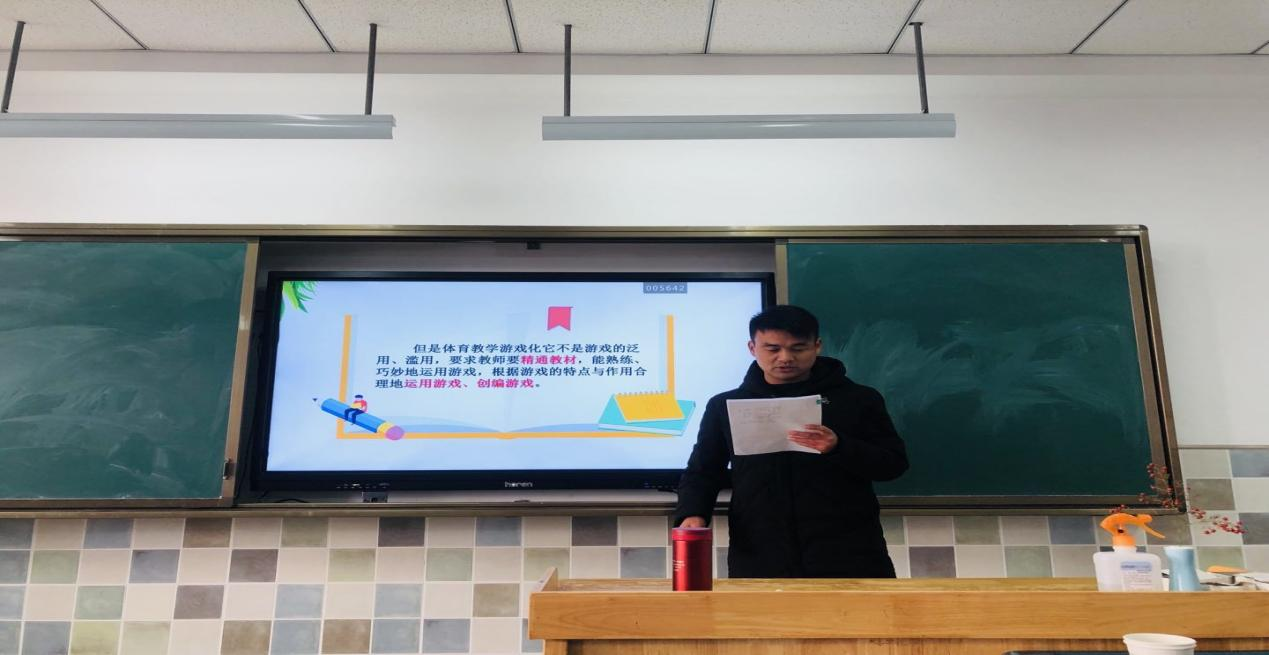 005642
但是体育教学游戏化它不是游戏的泛
用、滥用，要求教师要精通教材，能熟练、
巧妙地运用游戏，根据游戏的特点与作用合
理地运用游戏、创编游戏。